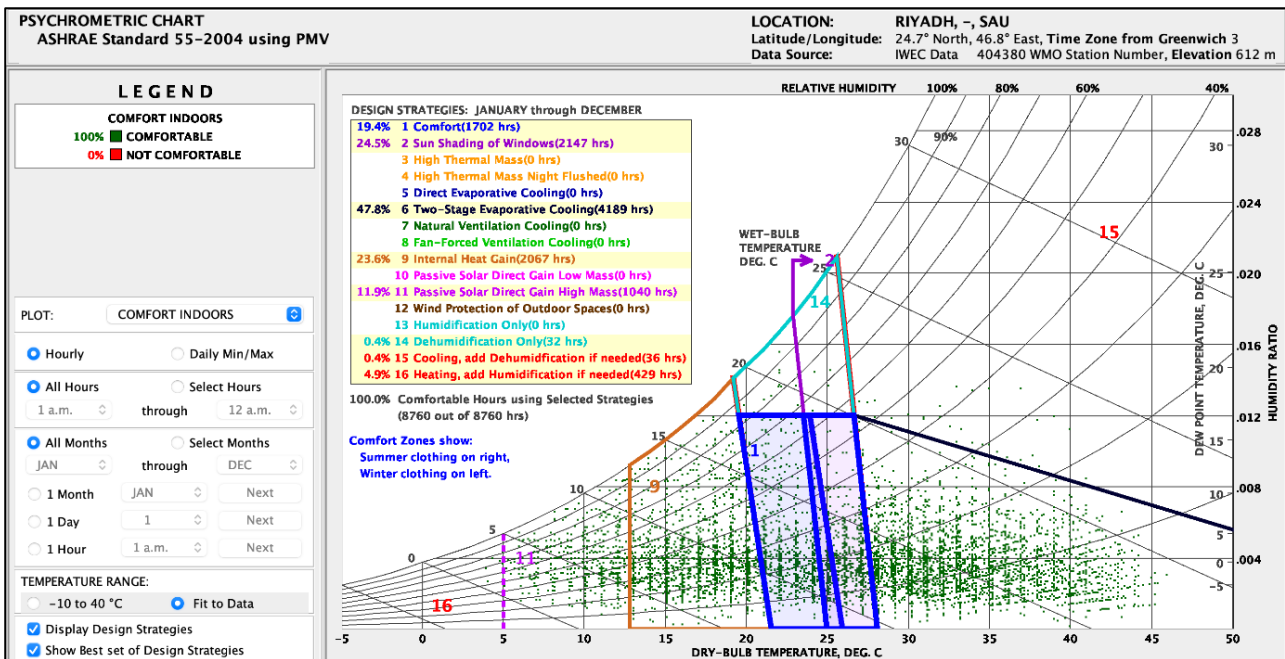 PSYCHROMETRIC CHART
ASHRAE Standard 55-2004 using PMV
LOCATION: RIYADH, -, SAU
Latitude/Longitude: 24.7° North, 46.8° East, Time Zone from Greenwich 3
Data Source: IWEC Data 404380 WMO Station Number, Elevation 612 m
LEGEND
COMFORT INDOORS
100% COMFORTABLE
0% NOT COMFORTABLE
PLOT: COMFORT INDOORS
Hourly Daily Min/Max
All Hours Select Hours
1 a.m. through 12 a.m.
All Months Select Months
JAN through DEC
1 Month JAN Next
1 Day 1 Next
1 Hour 1 a.m. Next
TEMPERATURE RANGE:
-10 to 40 °C Fit to Data
Display Design Strategies
Show Best set of Design Strategies
DESIGN STRATEGIES: JANUARY through DECEMBER
19.4% 1 Comfort(1702 hrs)
24.5% 2 Sun Shading of Windows(2147 hrs)
3 High Thermal Mass(0 hrs)
4 High Thermal Mass Night Flushed(0 hrs)
5 Direct Evaporative Cooling(0 hrs)
47.8% 6 Two-Stage Evaporative Cooling(4189 hrs)
7 Natural Ventilation Cooling(0 hrs)
8 Fan-Forced Ventilation Cooling(0 hrs)
23.6% 9 Internal Heat Gain(2067 hrs)
10 Passive Solar Direct Gain Low Mass(0 hrs)
11.9% 11 Passive Solar Direct Gain High Mass(1040 hrs)
12 Wind Protection of Outdoor Spaces(0 hrs)
13 Humidification Only(0 hrs)
0.4% 14 Dehumidification Only(32 hrs)
0.4% 15 Cooling, add Dehumidfication if needed(36 hrs)
4.9% 16 Heating, add Humidification if needed(429 hrs)
100.0% Comfortable Hours using Selected Strategies
(8760 out of 8760 hrs)
Comfort Zones show:
Summer clothing on right,
Winter clothing on left.
RELATIVE HUMIDITY 100% 80% 60% 40%
90%
WET-BULB
TEMPERATURE
DEG. C
0
5
10
15
20
25
30
1
2
9
11
14
15
16
30
25
20
15
10
5
0
-5
DEW POINT TEMPERATURE, DEG. C
.028
.024
.020
.016
.012
.008
.004
HUMIDITY RATIO
-5 0 5 10 15 20 25 30 35 40 45 50
DRY-BULB TEMPERATURE, DEG. C